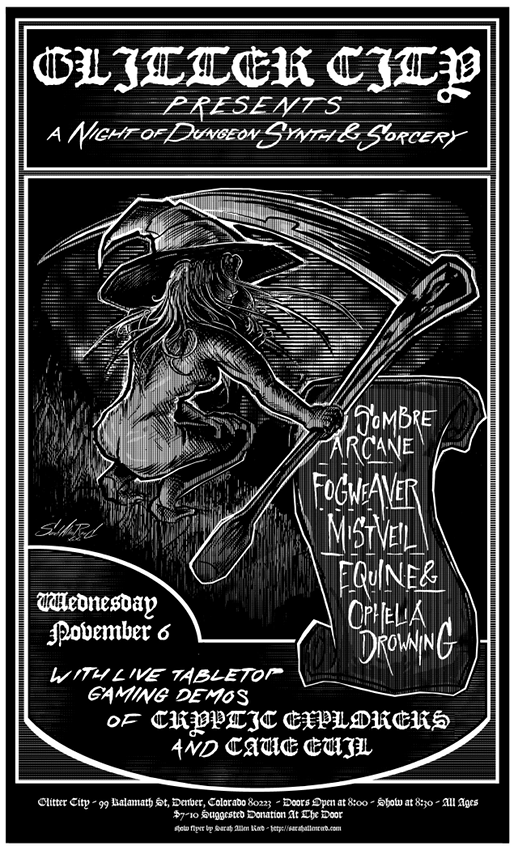 GLITTER CITY
PRESENTS
A NIGHT OF DUNGEON SYNTH & SORCERY
SOMBRE
ARCANE
FOGWEAVER
MISTVEIL
EQUINE &
OPHELIA
DROWNING
Wednesday
November 6
WITH LIVE TABLETOP
GAMING DEMOS
OF CRYPTIC EXPLORERS
AND CAVE EVIL
Glitter City - 99 Kalamath St, Denver, Colorado 80223 - Doors Open at 8:00 - Show at 8:30 - All Ages
$7-10 Suggested Donation At The Door
show flyer by Sarah Allen Reed - http://sarahallenreed.com